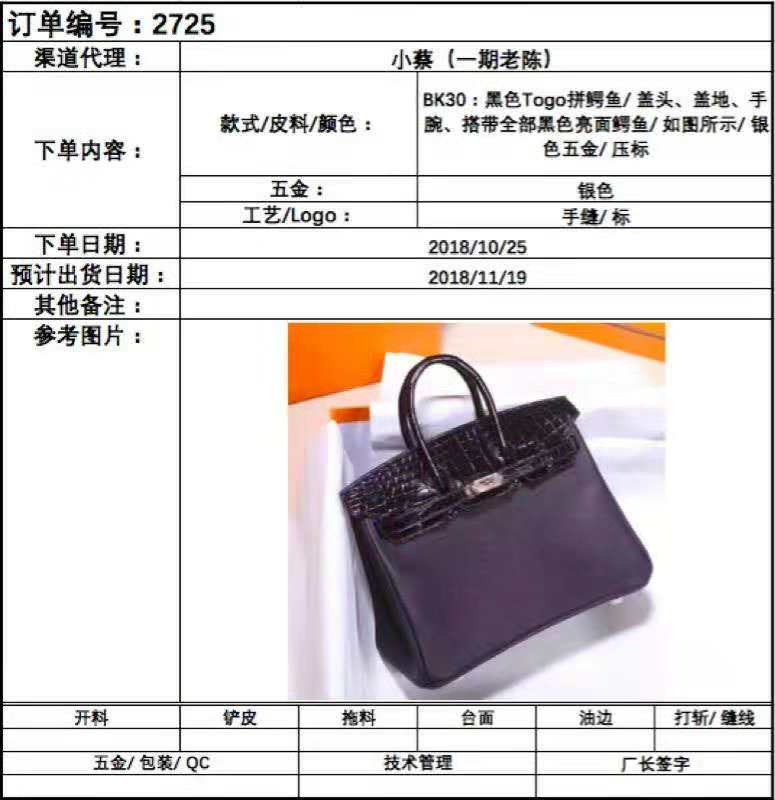 订单编号：2725
渠道代理：
小蔡（一期老陈）
下单内容：
款式/皮料/颜色：
BK30：黑色Togo拼鳄鱼/ 盖头、盖地、手
腕、搭带全部黑色亮面鳄鱼/ 如图所示/ 银
色五金/ 压标
五金：
银色
工艺/Logo：
手缝/ 标
下单日期：
2018/10/25
预计出货日期：
2018/11/19
其他备注：
参考图片：
开料
铲皮
拖料
台面
油边
打斩/ 缝线
五金/ 包装/ QC
技术管理
厂长签字